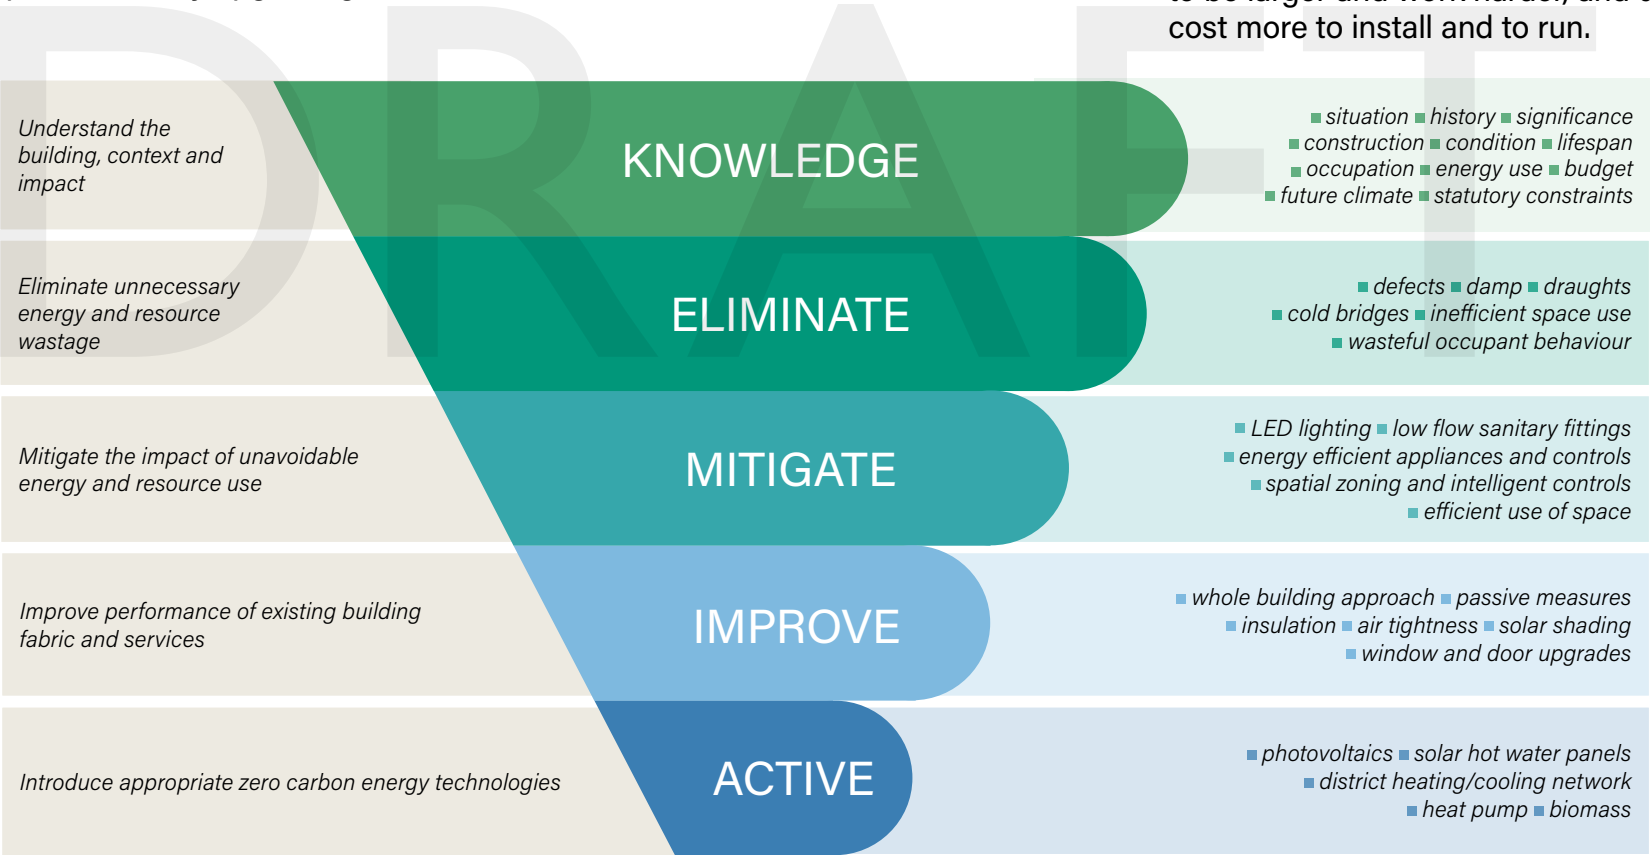 cost more to install and to run.
DRAFT
Understand the
building, context and
impact
KNOWLEDGE
■ situation ■ history ■ significance
■ construction ■ condition ■ lifespan
■ occupation ■ energy use ■ budget
■ future climate ■ statutory constraints
Eliminate unnecessary
energy and resource
wastage
ELIMINATE
■ defects ■ damp ■ draughts
■ cold bridges ■ inefficient space use
■ wasteful occupant behaviour
Mitigate the impact of unavoidable
energy and resource use
MITIGATE
■ LED lighting ■ low flow sanitary fittings
■ energy efficient appliances and controls
■ spatial zoning and intelligent controls
■ efficient use of space
Improve performance of existing building
fabric and services
IMPROVE
■ whole building approach ■ passive measures
■ insulation ■ air tightness ■ solar shading
■ window and door upgrades
Introduce appropriate zero carbon energy technologies
ACTIVE
■ photovoltaics ■ solar hot water panels
■ district heating/cooling network
■ heat pump ■ biomass